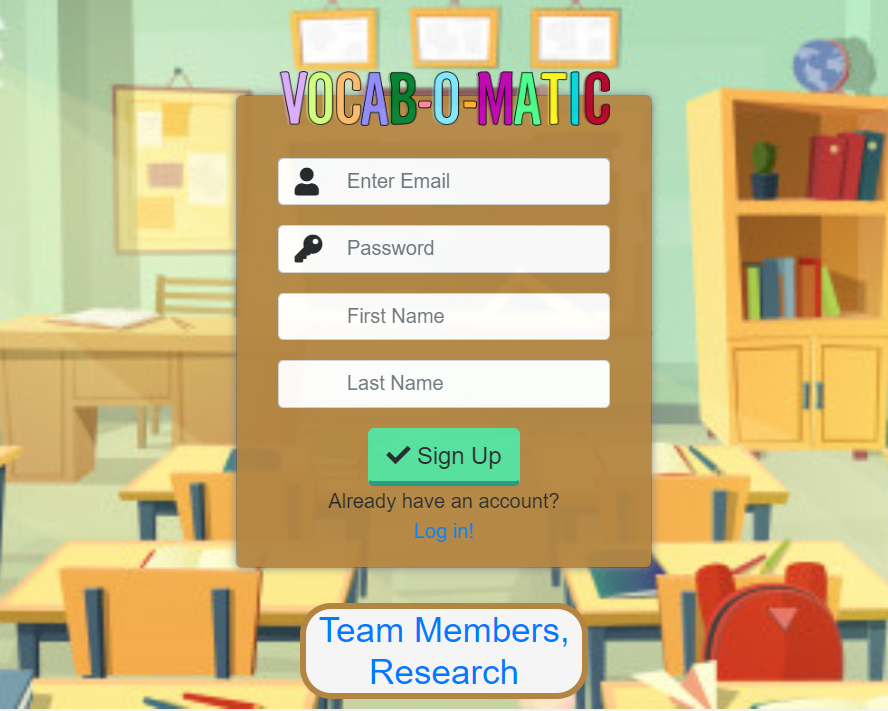 VOCAB-O-MATIC
Enter Email
Password
First Name
Last Name
Sign Up
Already have an account?
Log in!
Team Members,
Research